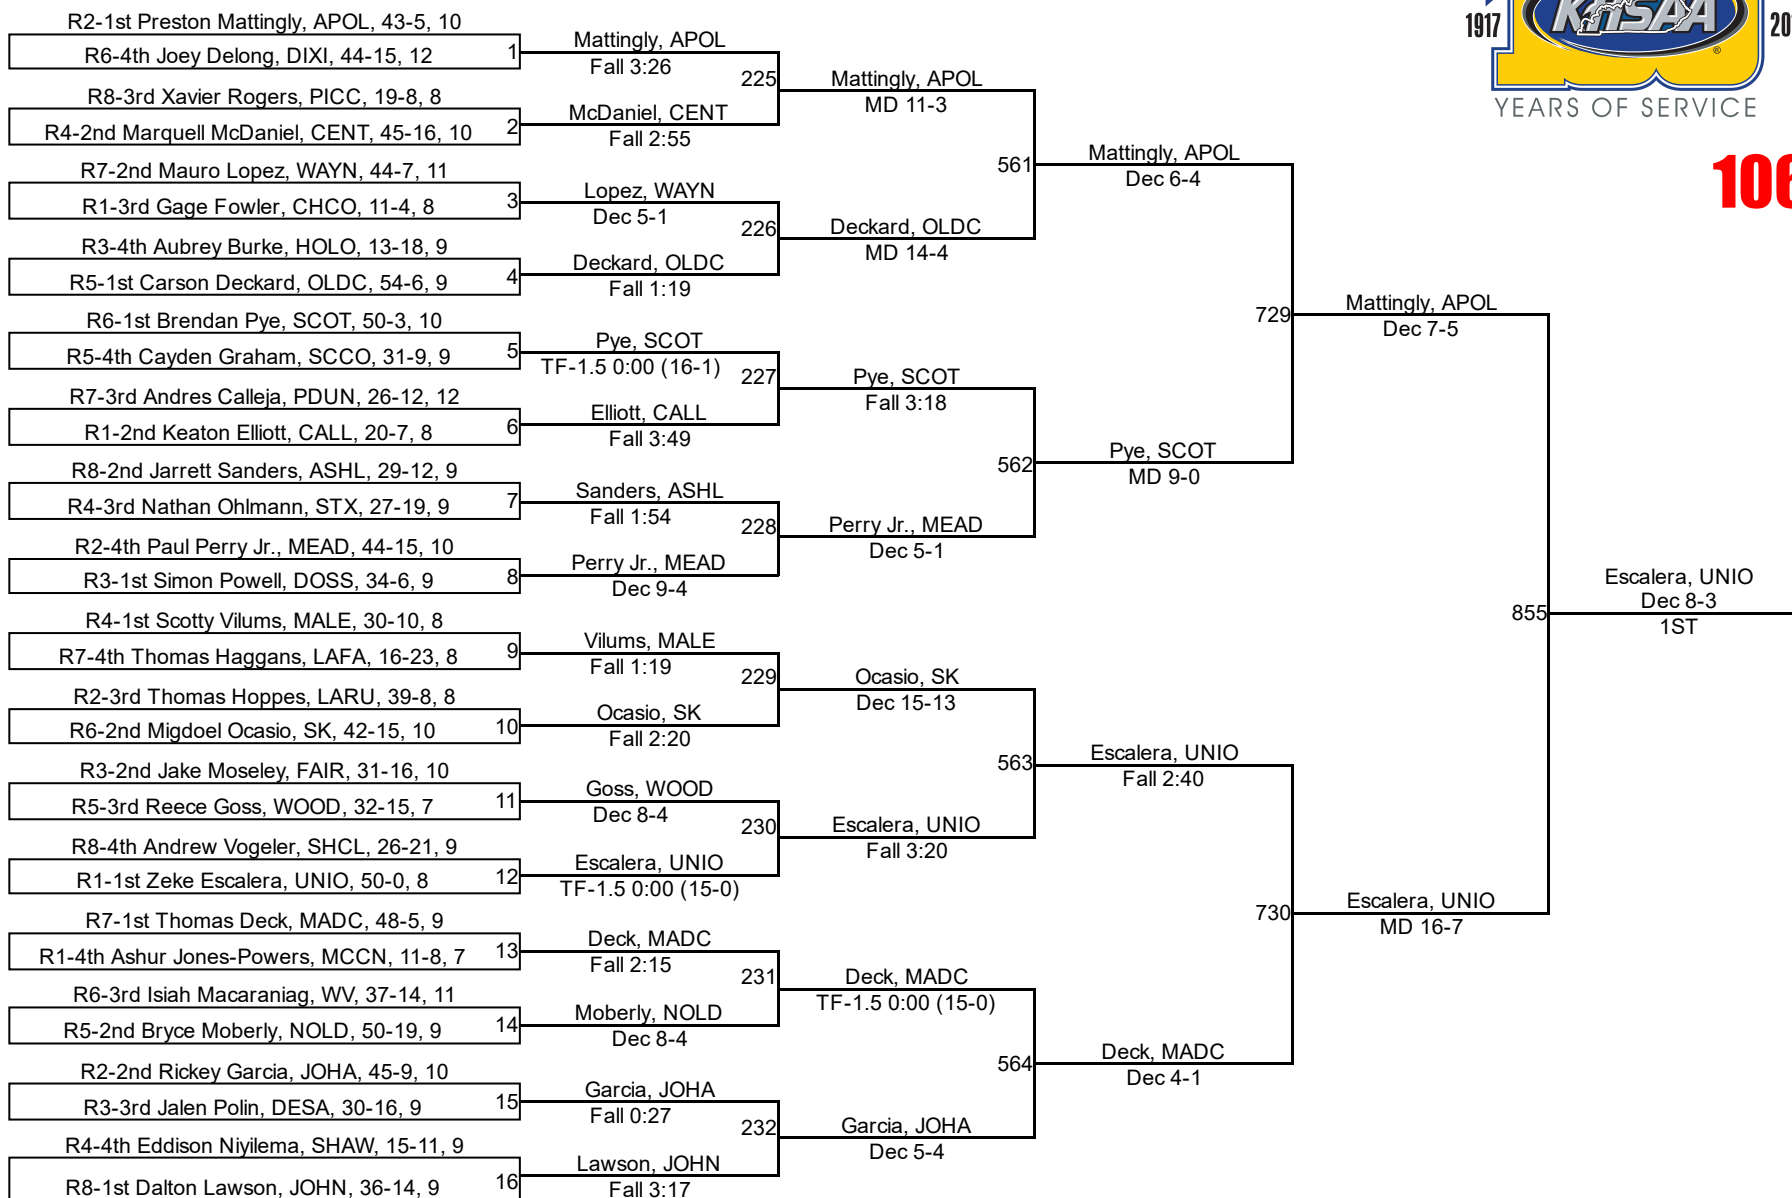 R2-1st Preston Mattingly, APOL, 43-5, 10
R6-4th Joey Delong, DIXI, 44-15, 12
1
R8-3rd Xavier Rogers, PICC, 19-8, 8
R4-2nd Marquell McDaniel, CENT, 45-16, 10
2
R7-2nd Mauro Lopez, WAYN, 44-7, 11
R1-3rd Gage Fowler, CHCO, 11-4, 8
3
R3-4th Aubrey Burke, HOLO, 13-18, 9
R5-1st Carson Deckard, OLDC, 54-6, 9
4
R6-1st Brendan Pye, SCOT, 50-3, 10
R5-4th Cayden Graham, SCCO, 31-9, 9
5
R7-3rd Andres Calleja, PDUN, 26-12, 12
R1-2nd Keaton Elliott, CALL, 20-7, 8
6
R8-2nd Jarrett Sanders, ASHL, 29-12, 9
R4-3rd Nathan Ohlmann, STX, 27-19, 9
7
R2-4th Paul Perry Jr., MEAD, 44-15, 10
R3-1st Simon Powell, DOSS, 34-6, 9
8
R4-1st Scotty Vilums, MALE, 30-10, 8
R7-4th Thomas Haggans, LAFA, 16-23, 8
9
R2-3rd Thomas Hoppes, LARU, 39-8, 8
R6-2nd Migdoel Ocasio, SK, 42-15, 10
10
R3-2nd Jake Moseley, FAIR, 31-16, 10
R5-3rd Reece Goss, WOOD, 32-15, 7
11
R8-4th Andrew Vogeler, SHCL, 26-21, 9
R1-1st Zeke Escalera, UNIO, 50-0, 8
12
R7-1st Thomas Deck, MADC, 48-5, 9
R1-4th Ashur Jones-Powers, MCCN, 11-8, 7
13
R6-3rd Isiah Macaraniag, WV, 37-14, 11
R5-2nd Bryce Moberly, NOLD, 50-19, 9
14
R2-2nd Rickey Garcia, JOHA, 45-9, 10
R3-3rd Jalen Polin, DESA, 30-16, 9
15
R4-4th Eddison Niyilema, SHAW, 15-11, 9
R8-1st Dalton Lawson, JOHN, 36-14, 9
16
Mattingly, APOL
Fall 3:26
225
McDaniel, CENT
Fall 2:55
Lopez, WAYN
Dec 5-1
226
Deckard, OLDC
Fall 1:19
Pye, SCOT
TF-1.5 0:00 (16-1)
227
Elliott, CALL
Fall 3:49
Sanders, ASHL
Fall 1:54
228
Perry Jr., MEAD
Dec 9-4
Vilums, MALE
Fall 1:19
229
Ocasio, SK
Fall 2:20
Goss, WOOD
Dec 8-4
230
Escalera, UNIO
TF-1.5 0:00 (15-0)
Deck, MADC
Fall 2:15
231
Moberly, NOLD
Dec 8-4
Garcia, JOHA
Fall 0:27
232
Lawson, JOHN
Fall 3:17
Mattingly, APOL
MD 11-3
561
Deckard, OLDC
MD 14-4
Pye, SCOT
Fall 3:18
562
Perry Jr., MEAD
Dec 5-1
Ocasio, SK
Dec 15-13
563
Escalera, UNIO
Fall 3:20
Deck, MADC
TF-1.5 0:00 (15-0)
564
Garcia, JOHA
Dec 5-4
Mattingly, APOL
Dec 6-4
729
Pye, SCOT
MD 9-0
Escalera, UNIO
Fall 2:40
730
Deck, MADC
Dec 4-1
Mattingly, APOL
Dec 7-5
855
Escalera, UNIO
MD 16-7
Escalera, UNIO
Dec 8-3
1ST
1917
KHSAA
®
20
YEARS OF SERVICE
106